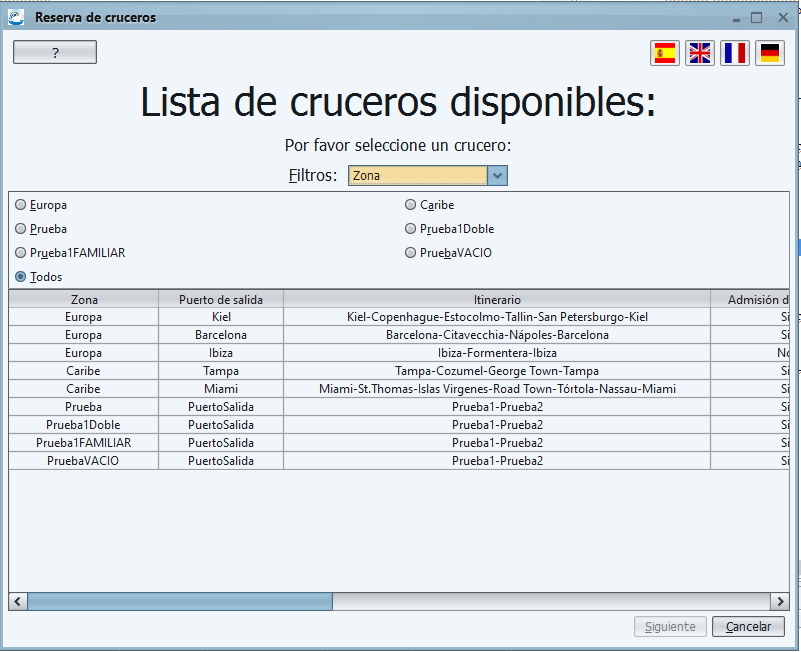 Reserva de cruceros
?
Lista de cruceros disponibles:
Por favor seleccione un crucero:
Filtros: Zona
Europa Caribe
Prueba Prueba1Doble
Prueba1FAMILIAR PruebaVACIO
Todos
Zona Puerto de salida Itinerario Admisión d
Europa Kiel Kiel-Copenhague-Estocolmo-Tallin-San Petersburgo-Kiel Si
Europa Barcelona Barcelona-Citavecchia-Nápoles-Barcelona Si
Europa Ibiza Ibiza-Formentera-Ibiza No
Caribe Tampa Tampa-Cozumel-George Town-Tampa Si
Caribe Miami Miami-St.Thomas-Islas Virgenes-Road Town-Tórtola-Nassau-Miami Si
Prueba PuertoSalida Prueba1-Prueba2 Si
Prueba1Doble PuertoSalida Prueba1-Prueba2 Si
Prueba1FAMILIAR PuertoSalida Prueba1-Prueba2 Si
PruebaVACIO PuertoSalida Prueba1-Prueba2 Si
Siguiente Cancelar